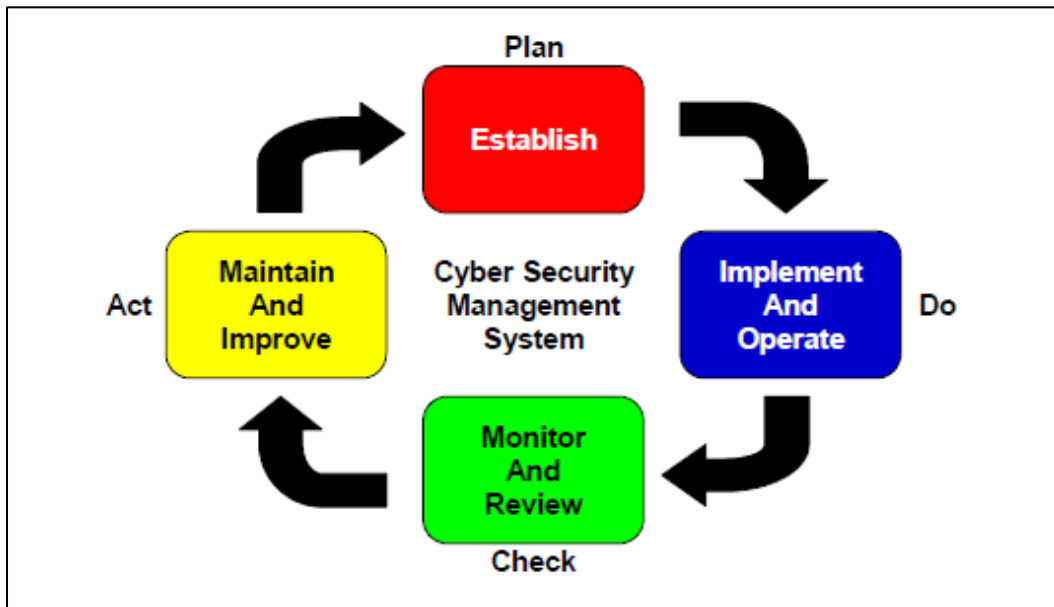 Plan
Establish
Implement
And
Operate
Do
Monitor
And
Review
Check
Maintain
And
Improve
Act
Cyber Security
Management
System